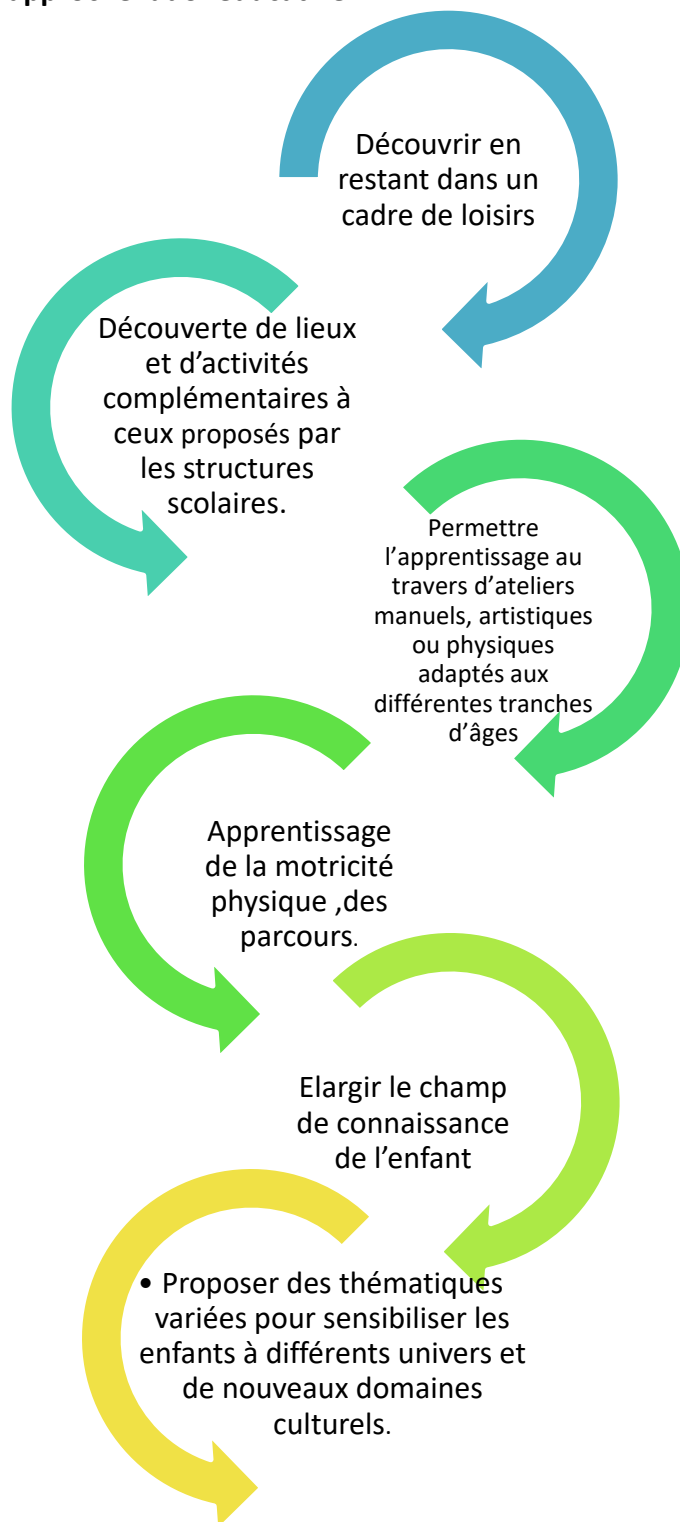 Découvrir en
restant dans un
cadre de loisirs
Découverte de lieux
et d’activités
complémentaires à
ceux proposés par
les structures
scolaires.
Permettre
l’apprentissage au
travers d’ateliers
manuels, artistiques
ou physiques
adaptés aux
différentes tranches
d’âges
Apprentissage
de la motricité
physique ,des
parcours.
Elargir le champ
de connaissance
de l’enfant
• Proposer des thématiques
variées pour sensibiliser les
enfants à différents univers et
de nouveaux domaines
culturels.